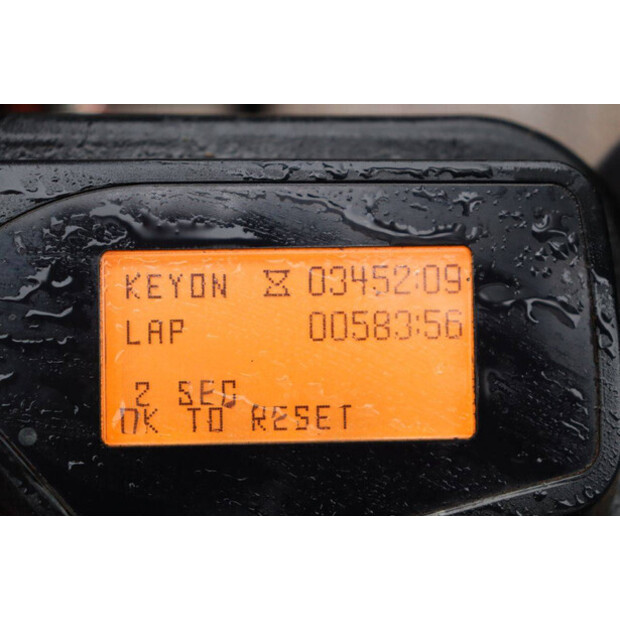 KEYON 03452:09
LAP 00583:56
2 SEC
OK TO RESET